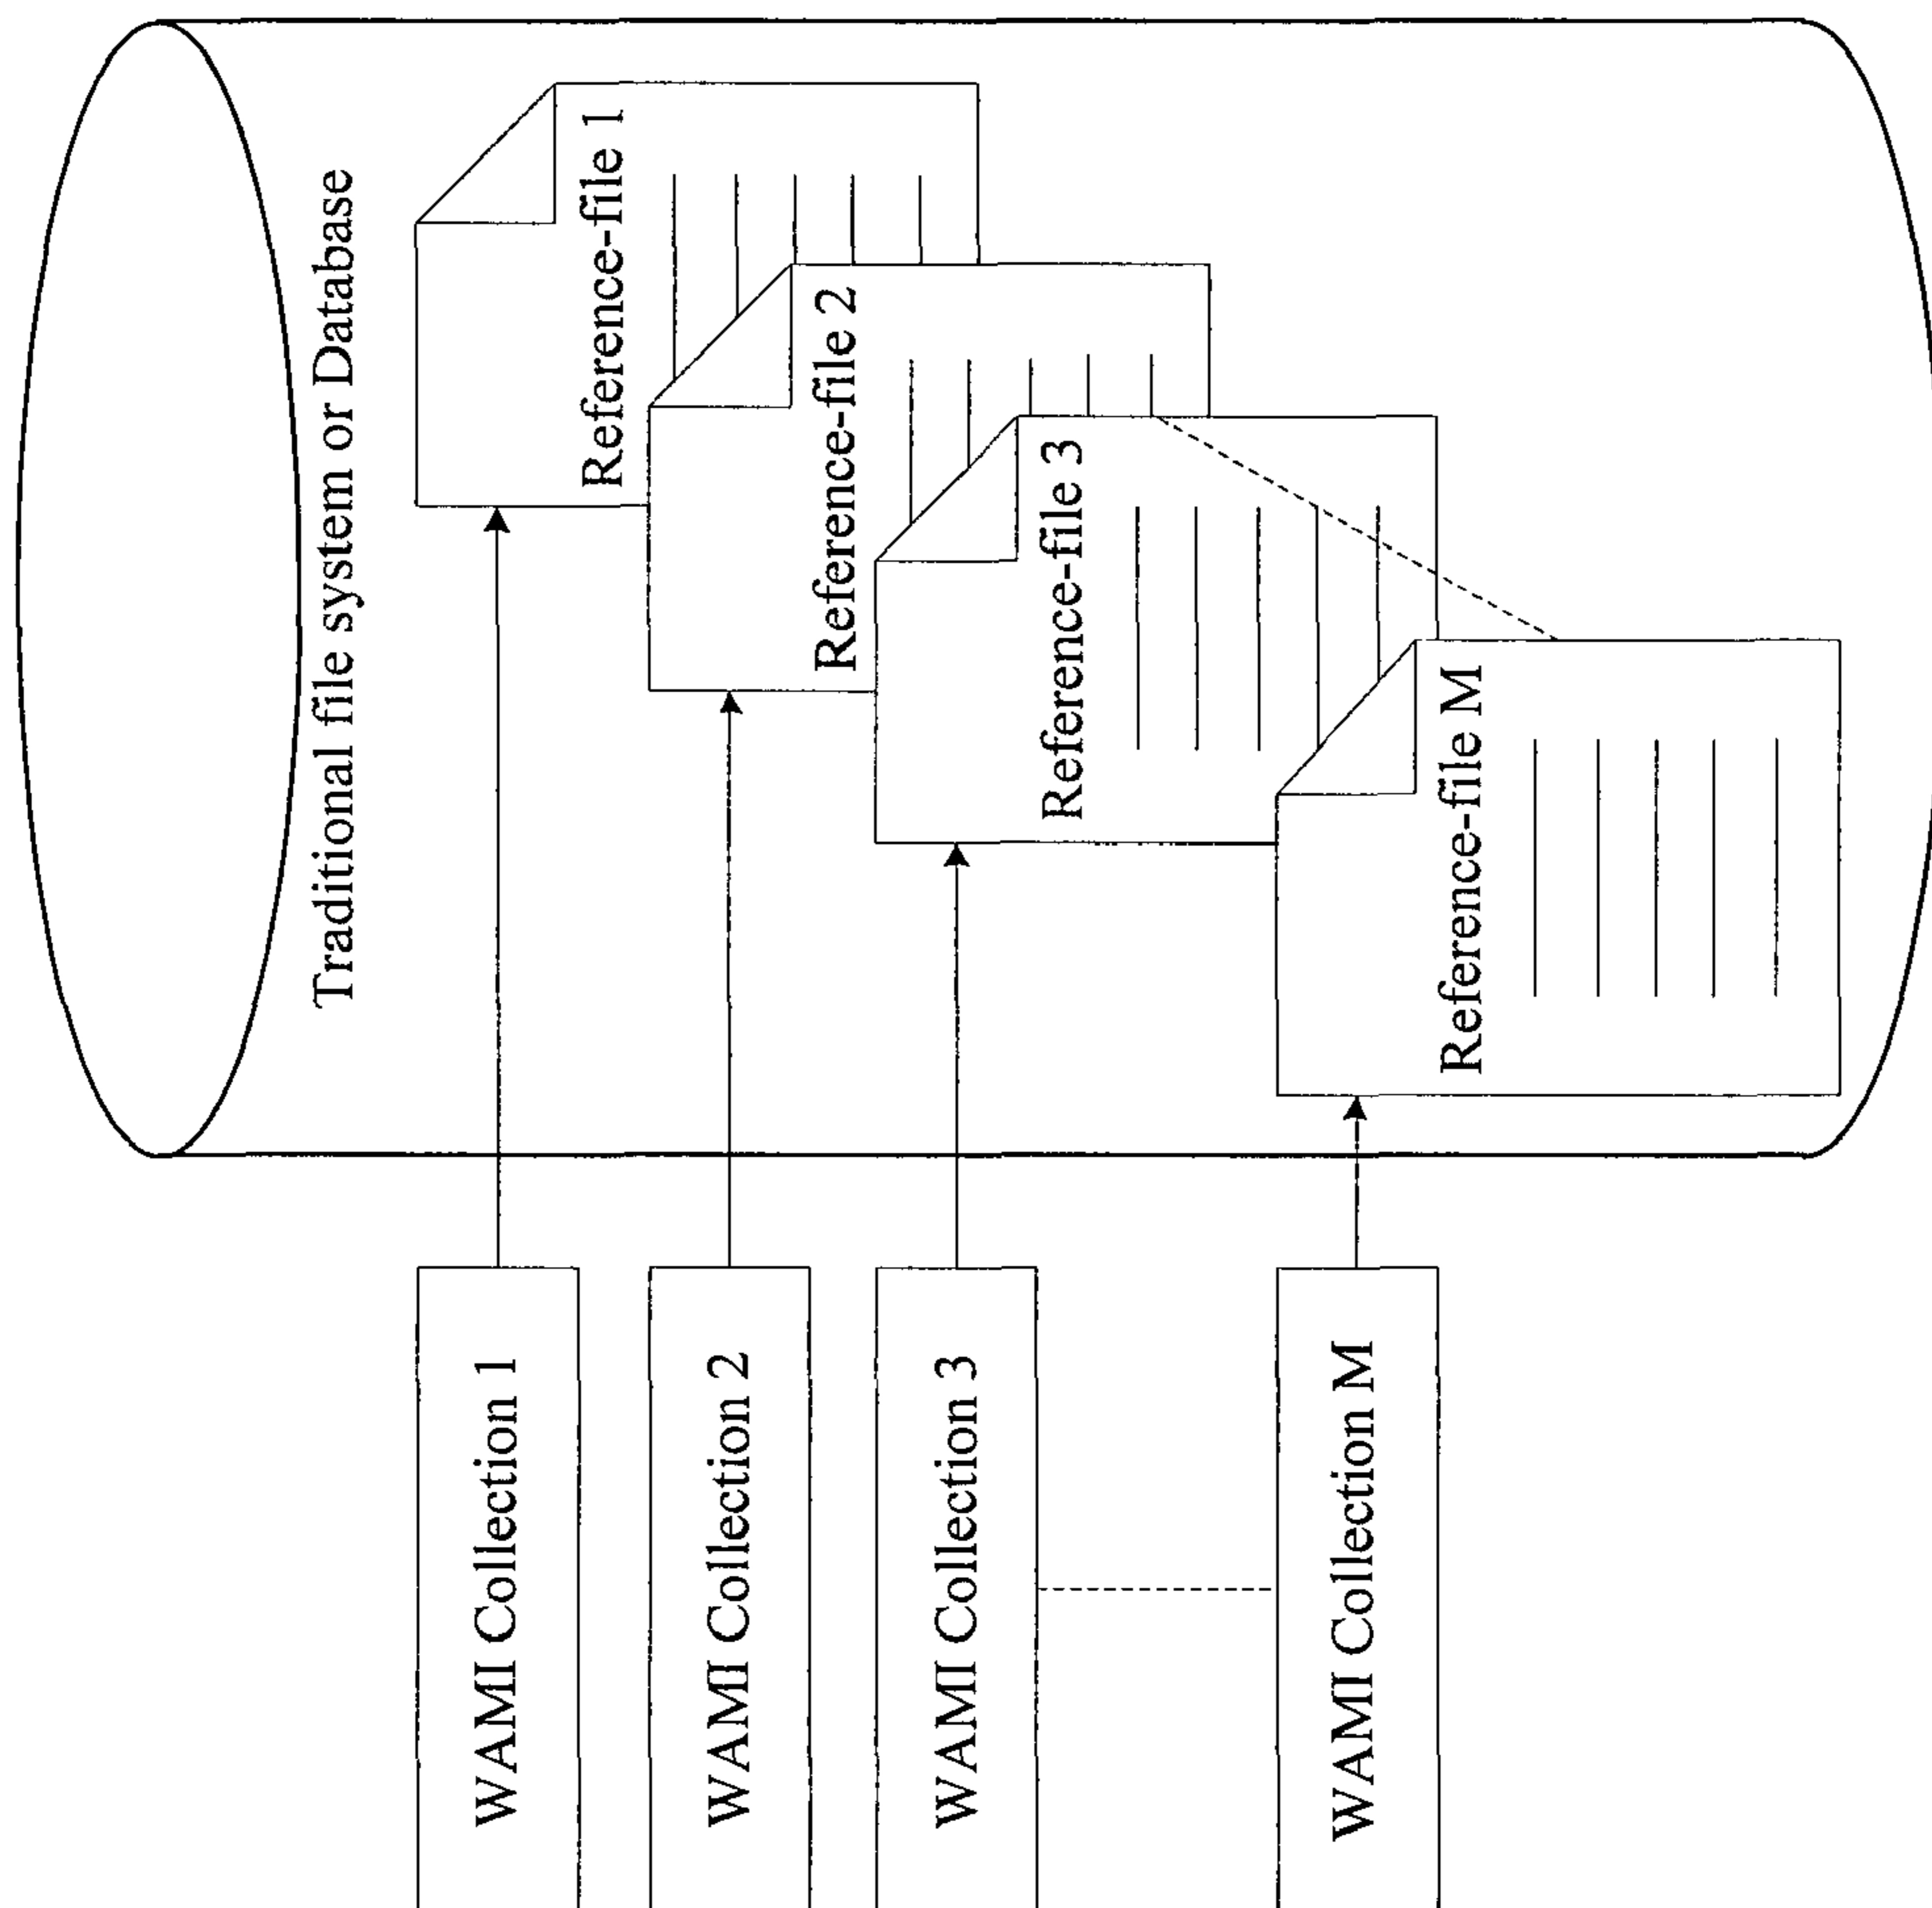 Traditional file system or Database
WAMI Collection 1
Reference-file 1
WAMI Collection 2
Reference-file 2
WAMI Collection 3
Reference-file 3
WAMI Collection M
Reference-file M